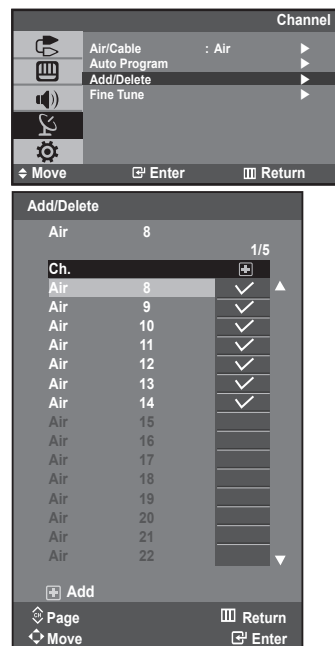 Channel
Air/Cable : Air
Auto Program
Add/Delete
Fine Tune
Move Enter Return
Add/Delete
Air 8
1/5
Ch.
Air 8
Air 9
Air 10
Air 11
Air 12
Air 13
Air 14
Air 15
Air 16
Air 17
Air 18
Air 19
Air 20
Air 21
Air 22
Add
CH Page Return
Move Enter